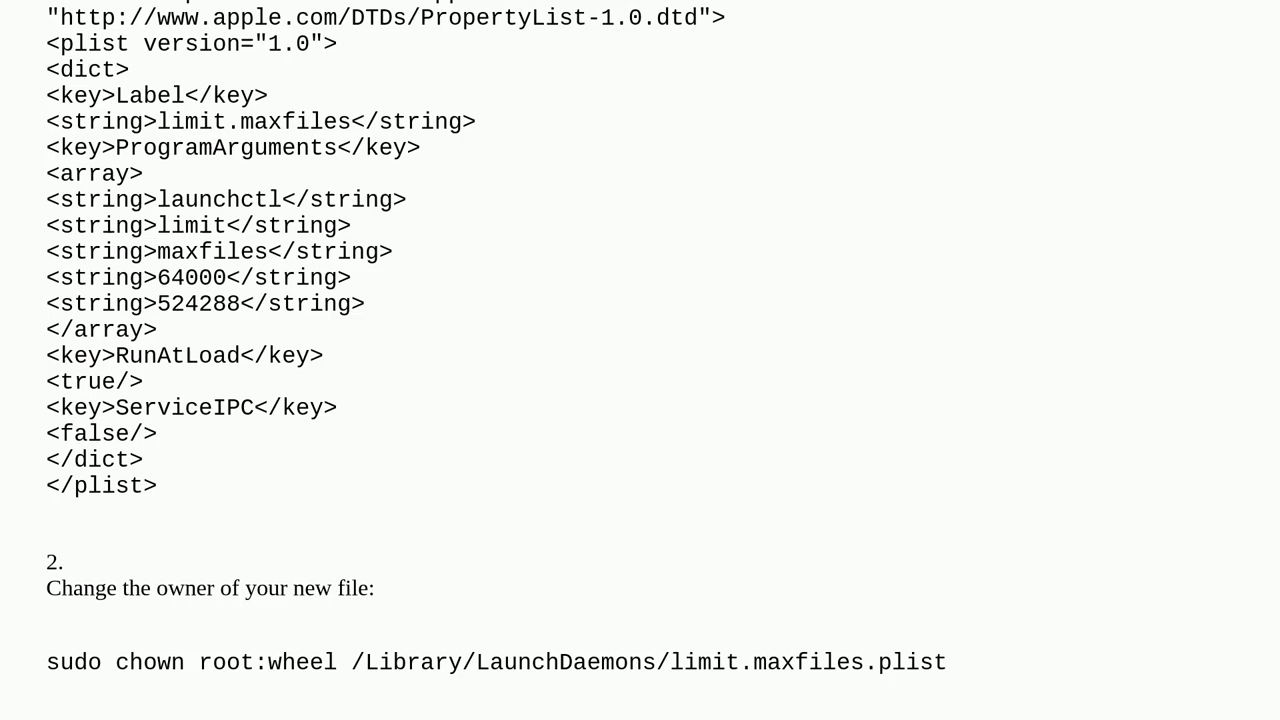 "http://www.apple.com/DTDs/PropertyList-1.0.dtd">
<plist version="1.0">
<dict>
<key>Label</key>
<string>limit.maxfiles</string>
<key>ProgramArguments</key>
<array>
<string>launchctl</string>
<string>limit</string>
<string>maxfiles</string>
<string>64000</string>
<string>524288</string>
</array>
<key>RunAtLoad</key>
<true/>
<key>ServiceIPC</key>
<false/>
</dict>
</plist>
2.
Change the owner of your new file:
sudo chown root:wheel /Library/LaunchDaemons/limit.maxfiles.plist